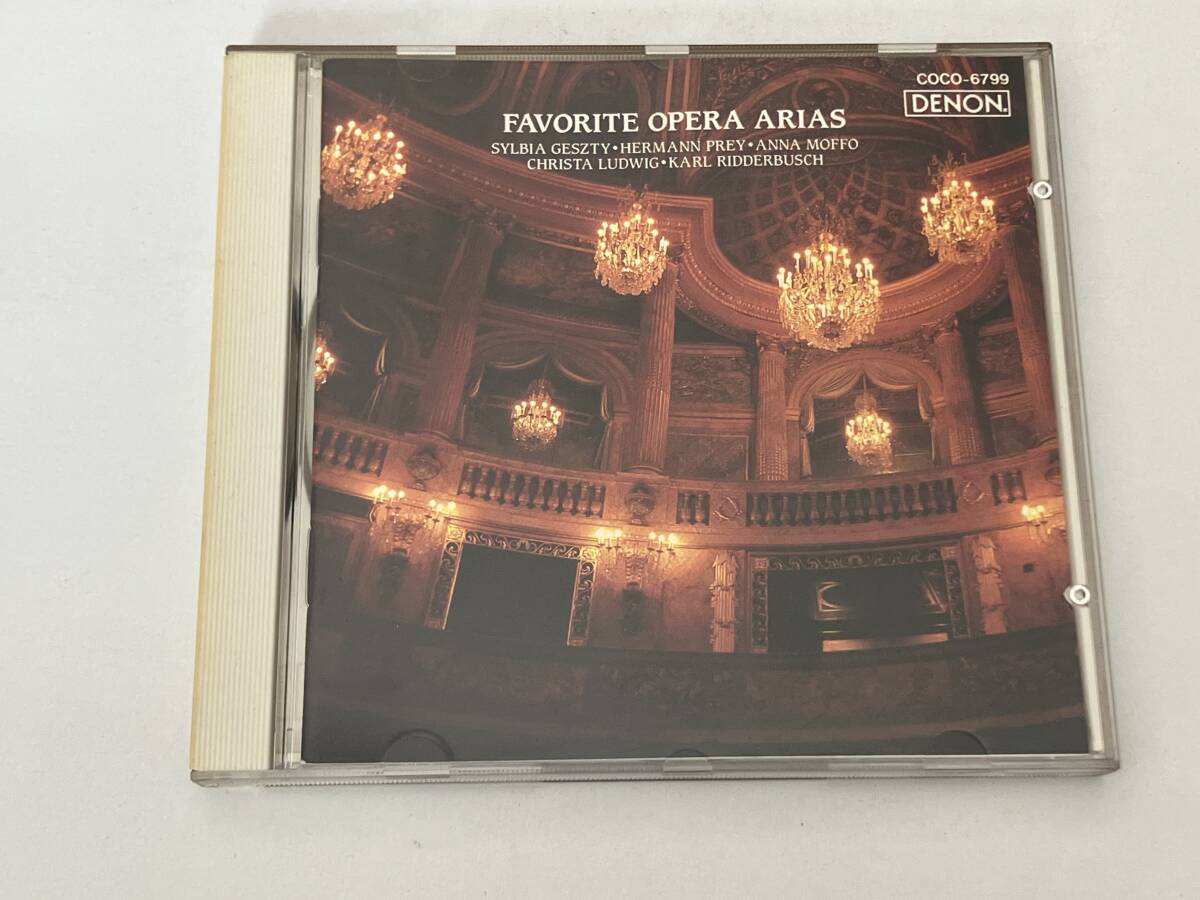 COCO-6799
DENON.
FAVORITE OPERA ARIAS
SYLBIA GESZTY•HERMANN PREY•ANNA MOFFO
CHRISTA LUDWIG•KARL RIDDERBUSCH